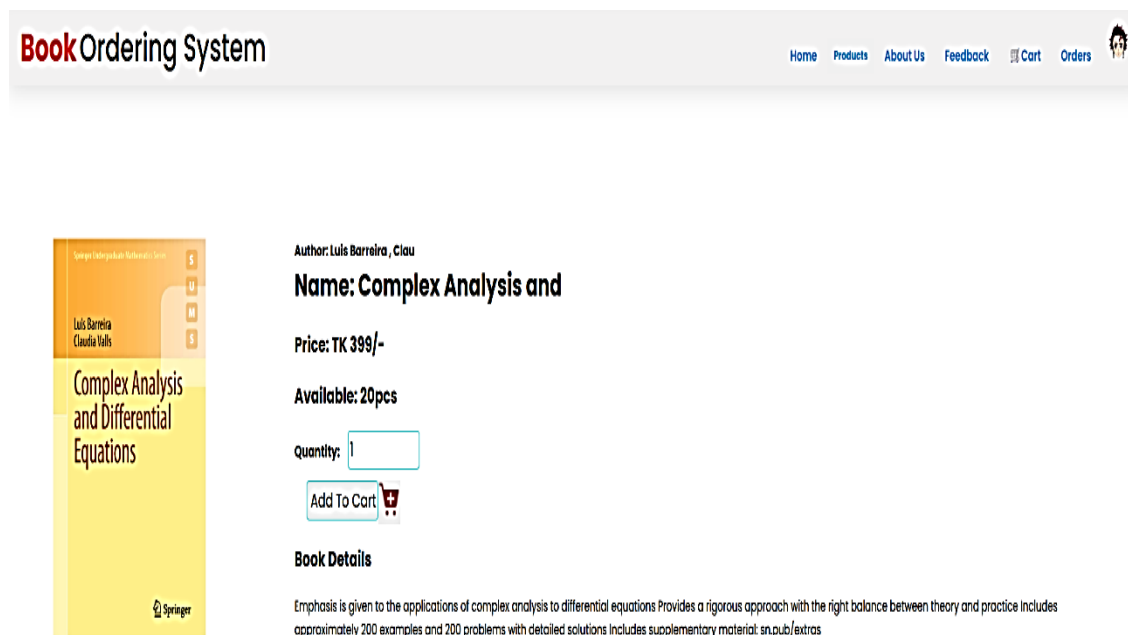 Book Ordering System
Home Products About Us Feedback Cart Orders
Springer Undergraduate Mathematics Series
S
U
M
S
Luis Barreira
Claudia Valls
Complex Analysis
and Differential
Equations
Springer
Author: Luis Barreira , Clau
Name: Complex Analysis and
Price: TK 399/-
Available: 20pcs
Quantity: 1
Add To Cart
Book Details
Emphasis is given to the applications of complex analysis to differential equations Provides a rigorous approach with the right balance between theory and practice Includes
approximately 200 examples and 200 problems with detailed solutions Includes supplementary material: sn.pub/extras